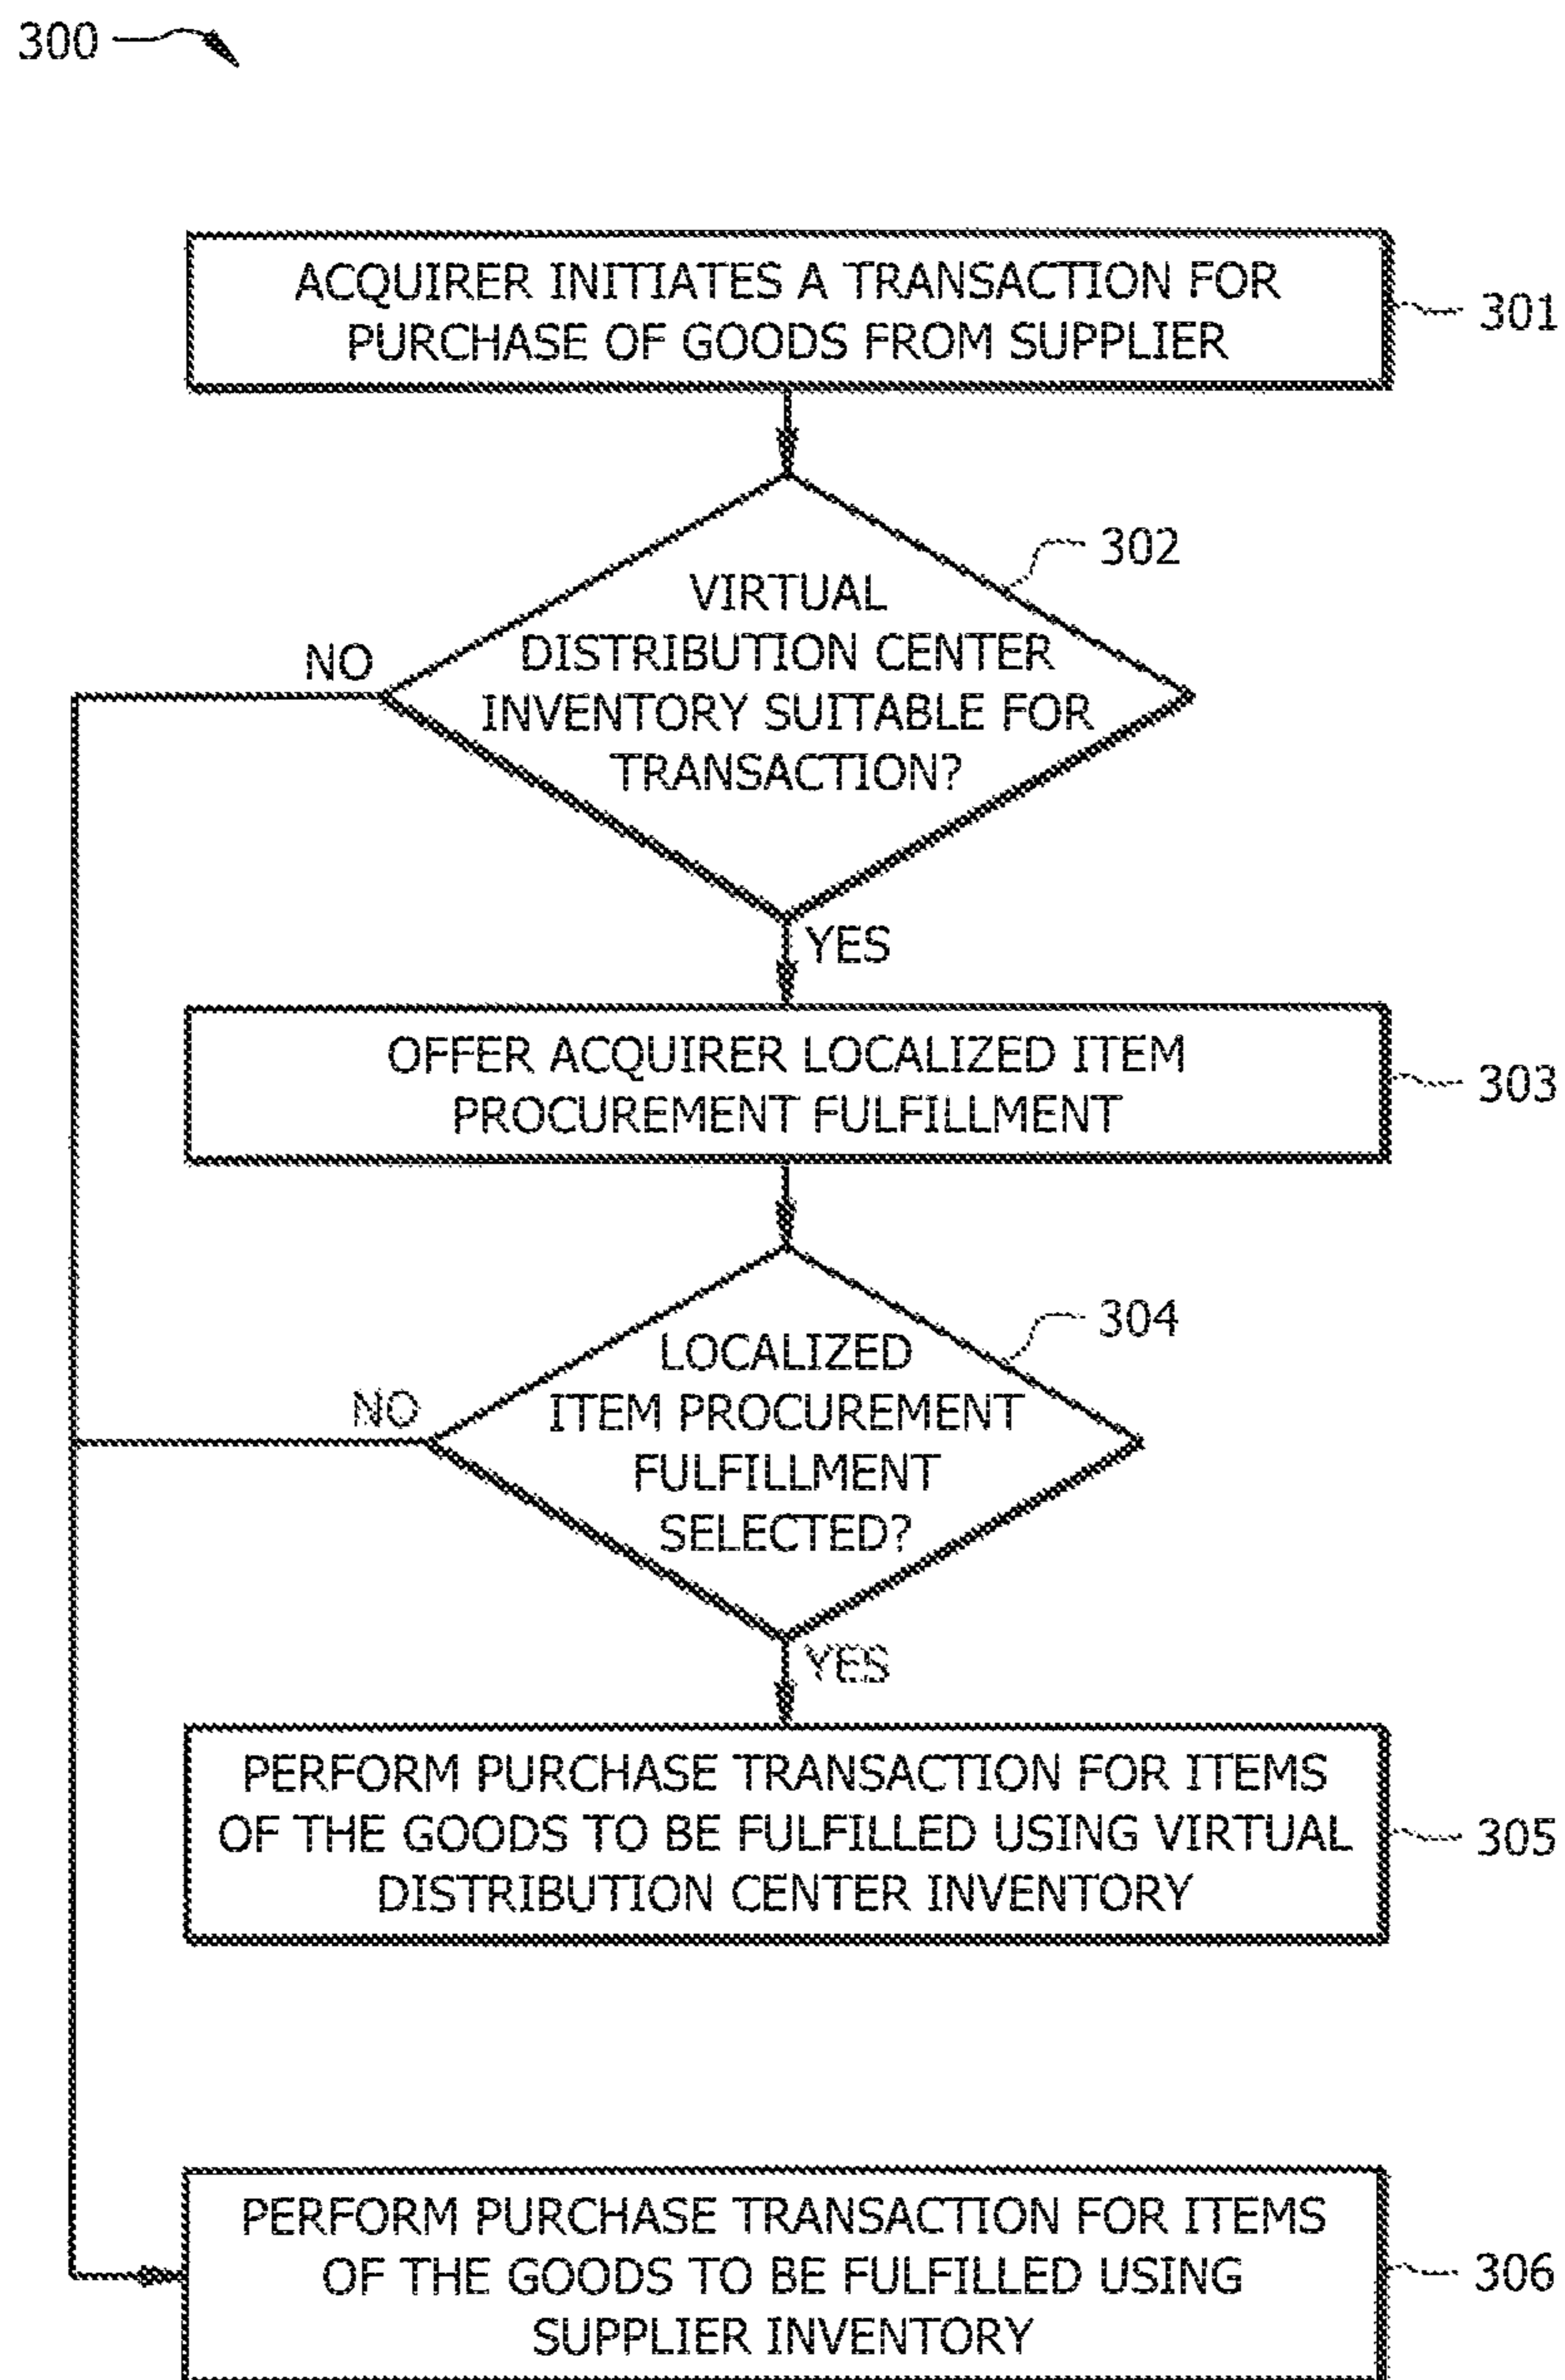 300
ACQUIRER INITIATES A TRANSACTION FOR
PURCHASE OF GOODS FROM SUPPLIER
301
302
VIRTUAL
DISTRIBUTION CENTER
INVENTORY SUITABLE FOR
TRANSACTION?
NO
YES
OFFER ACQUIRER LOCALIZED ITEM
PROCUREMENT FULFILLMENT
303
304
LOCALIZED
ITEM PROCUREMENT
FULFILLMENT
SELECTED?
NO
YES
PERFORM PURCHASE TRANSACTION FOR ITEMS
OF THE GOODS TO BE FULFILLED USING VIRTUAL
DISTRIBUTION CENTER INVENTORY
305
PERFORM PURCHASE TRANSACTION FOR ITEMS
OF THE GOODS TO BE FULFILLED USING
SUPPLIER INVENTORY
306